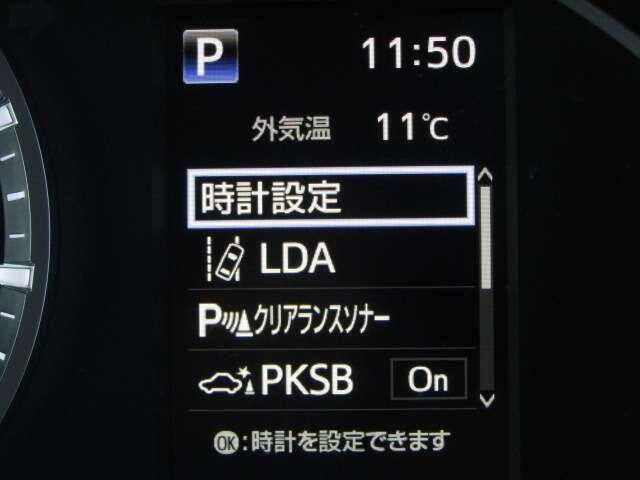 P 11:50
外気温 11℃
時計設定
LDA
P クリアランスソナー
PKSB On
OK:時計を設定できます